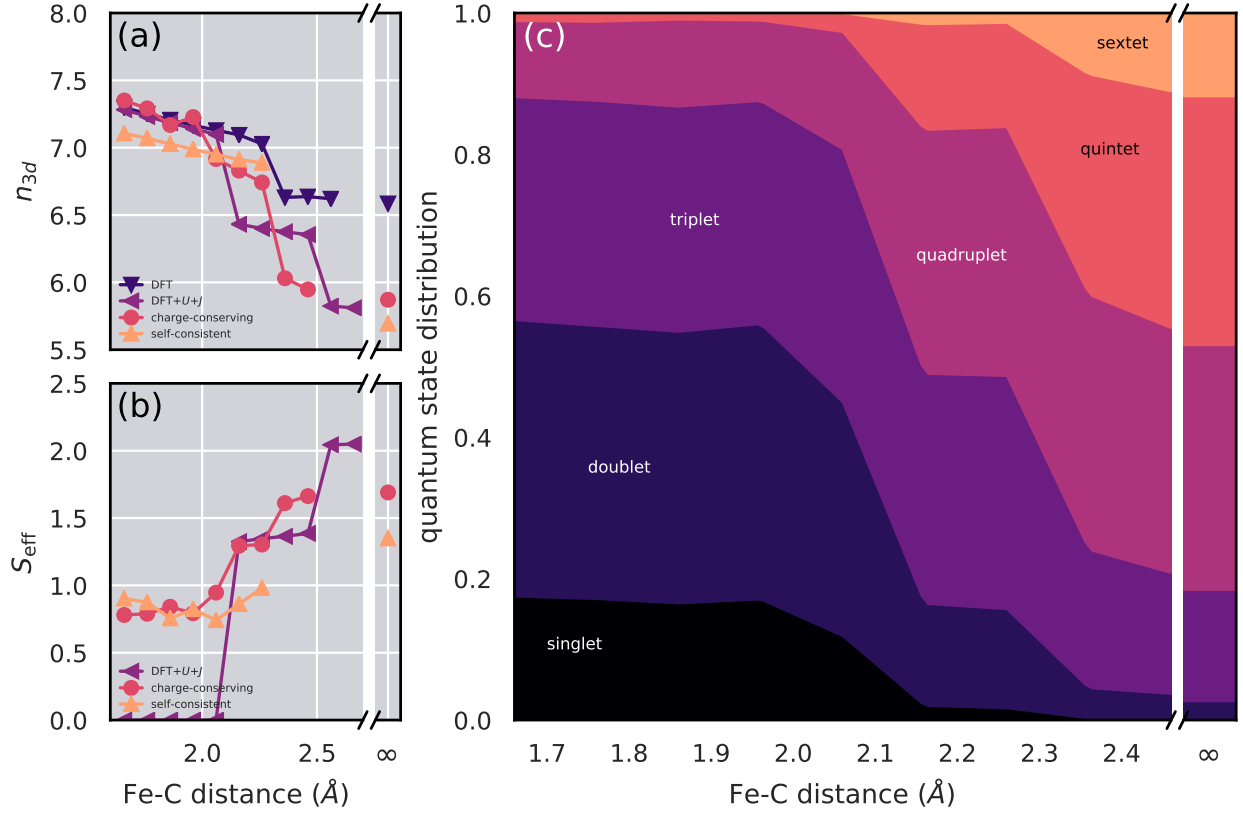 (a)
8.0
7.5
7.0
6.5
6.0
5.5
n3d
DFT
DFT+U+J
charge-conserving
self-consistent
(b)
2.5
2.0
1.5
1.0
0.5
0.0
Seff
DFT+U+J
charge-conserving
self-consistent
2.0 2.5 ∞
Fe-C distance (Å)
(c)
1.0
0.8
0.6
0.4
0.2
0.0
quantum state distribution
sextet
quintet
triplet
quadruplet
doublet
singlet
1.7 1.8 1.9 2.0 2.1 2.2 2.3 2.4 ∞
Fe-C distance (Å)